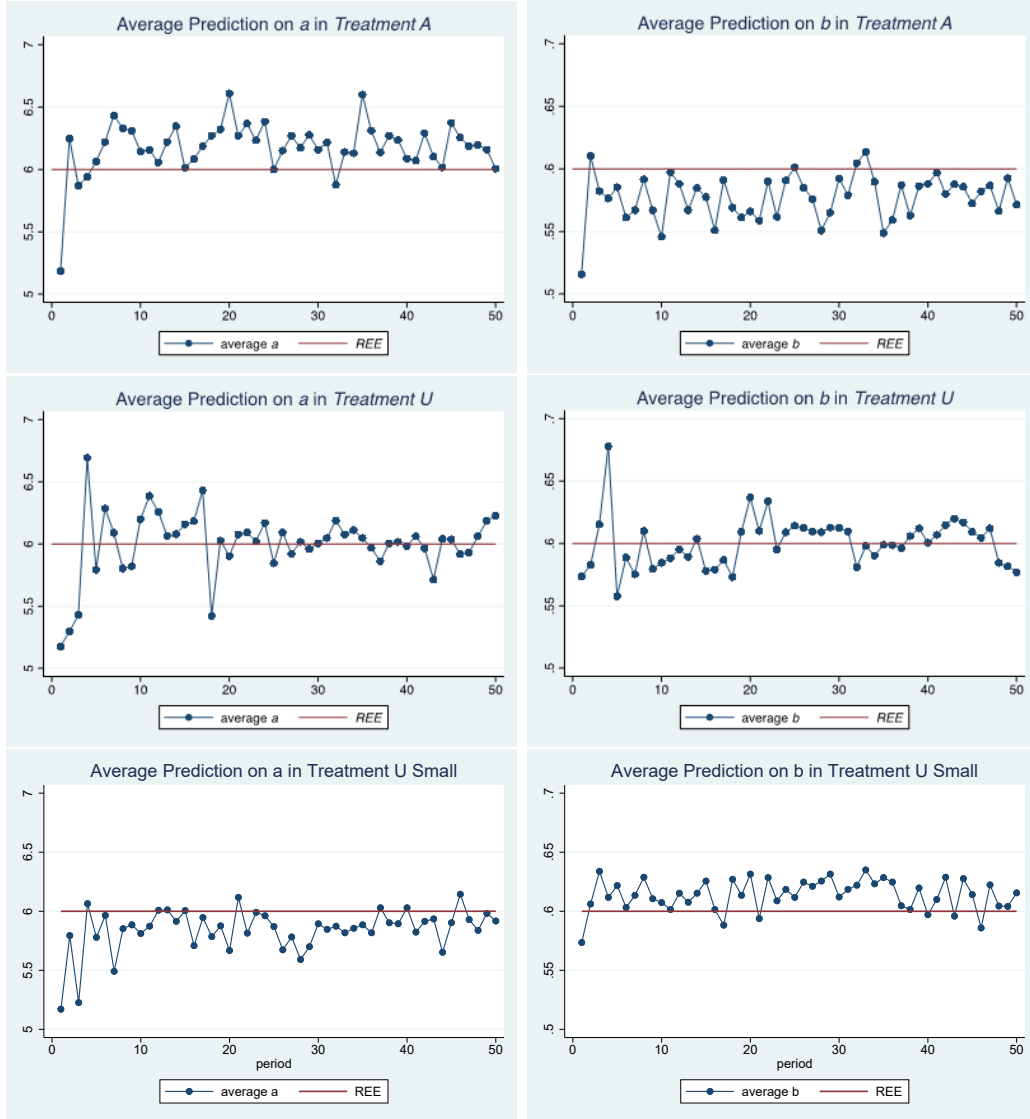 Average Prediction on a in Treatment A
7
6.5
6
5.5
5
0 10 20 30 40 50
average a REE
Average Prediction on b in Treatment A
.7
.65
.6
.55
.5
0 10 20 30 40 50
average b REE
Average Prediction on a in Treatment U
7
6.5
6
5.5
5
0 10 20 30 40 50
average a REE
Average Prediction on b in Treatment U
.7
.65
.6
.55
.5
0 10 20 30 40 50
average b REE
Average Prediction on a in Treatment U Small
7
6.5
6
5.5
5
0 10 20 30 40 50
period
average a REE
Average Prediction on b in Treatment U Small
.7
.65
.6
.55
.5
0 10 20 30 40 50
period
average b REE